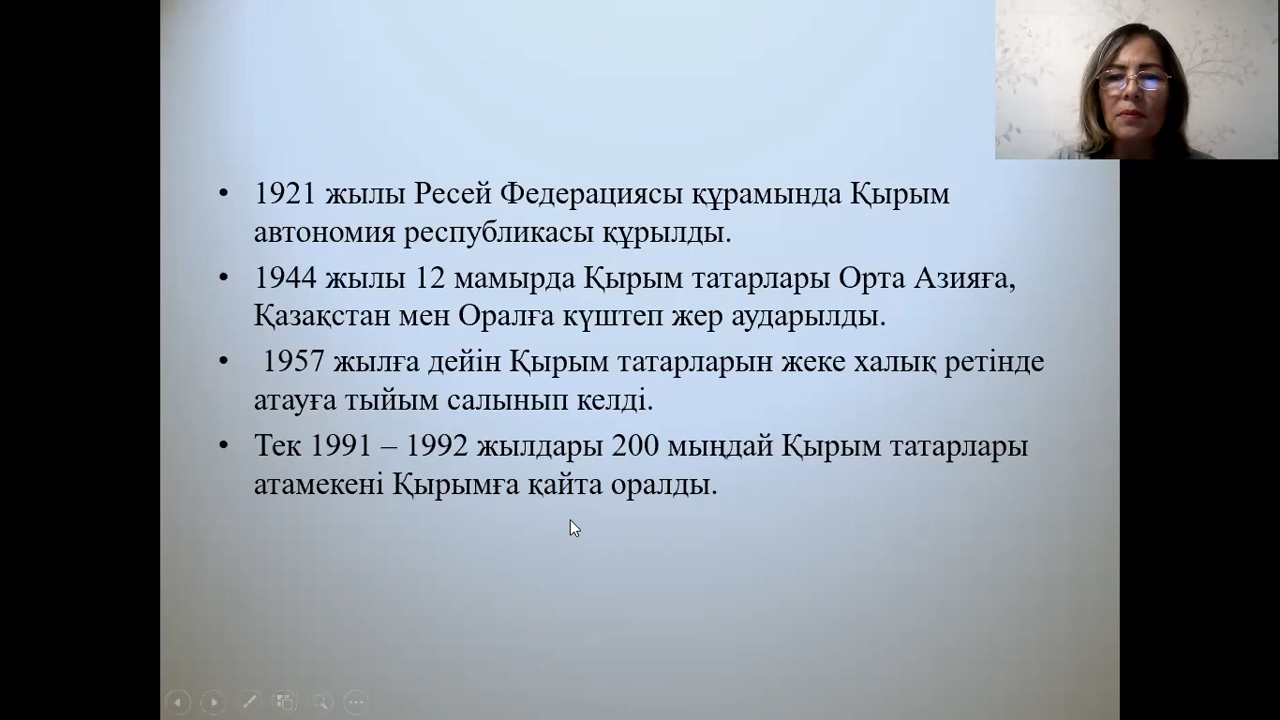 • 1921 жылы Ресей Федерациясы құрамында Қырым
автономия республикасы құрылды.
• 1944 жылы 12 мамырда Қырым татарлары Орта Азияға,
Қазақстан мен Оралға күштеп жер аударылды.
• 1957 жылға дейін Қырым татарларын жеке халық ретінде
атауға тыйым салынып келді.
• Тек 1991 – 1992 жылдары 200 мыңдай Қырым татарлары
атамекені Қырымға қайта оралды.